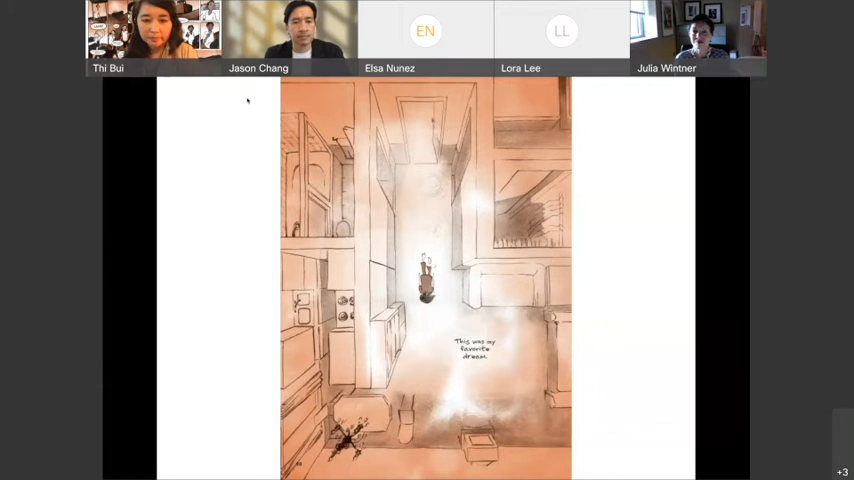 EN
LL
Thi Bui
Jason Chang
Elsa Nunez
Lora Lee
Julia Wintner
This was my
favorite
dream.
+3